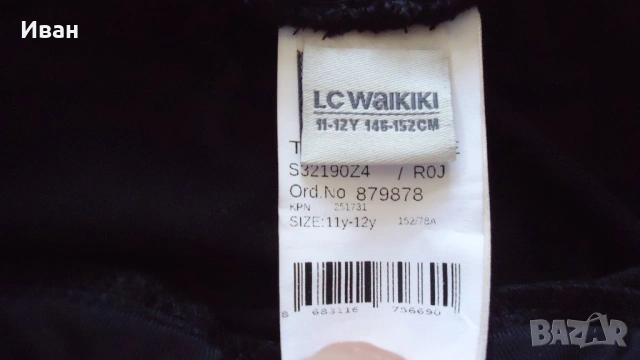 Иван
LC WAIKIKI
11-12Y 146-152CM
S32190Z4 / R0J
Ord.No 879878
KPN 251731
SIZE:11y-12y 152/78A
8 683116 756690
BAZAR